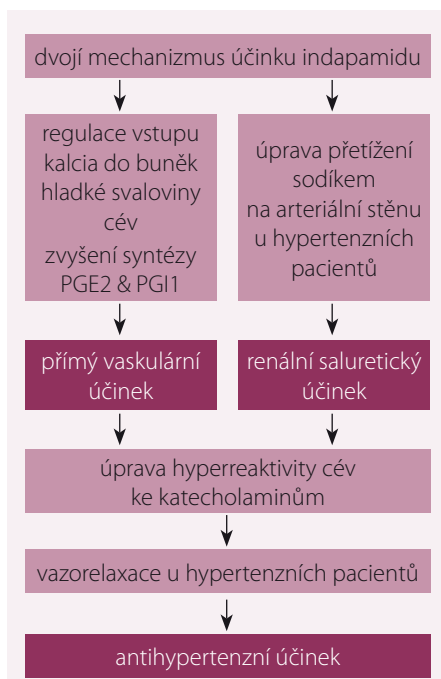 dvojí mechanizmus účinku indapamidu
regulace vstupu
kalcia do buněk
hladké svaloviny
cév
zvýšení syntézy
PGE2 & PGI1
úprava přetížení
sodíkem
na arteriální stěnu
u hypertenzních
pacientů
přímý vaskulární
účinek
renální saluretický
účinek
úprava hyperreaktivity cév
ke katecholaminům
vazorelaxace u hypertenzních pacientů
antihypertenzní účinek